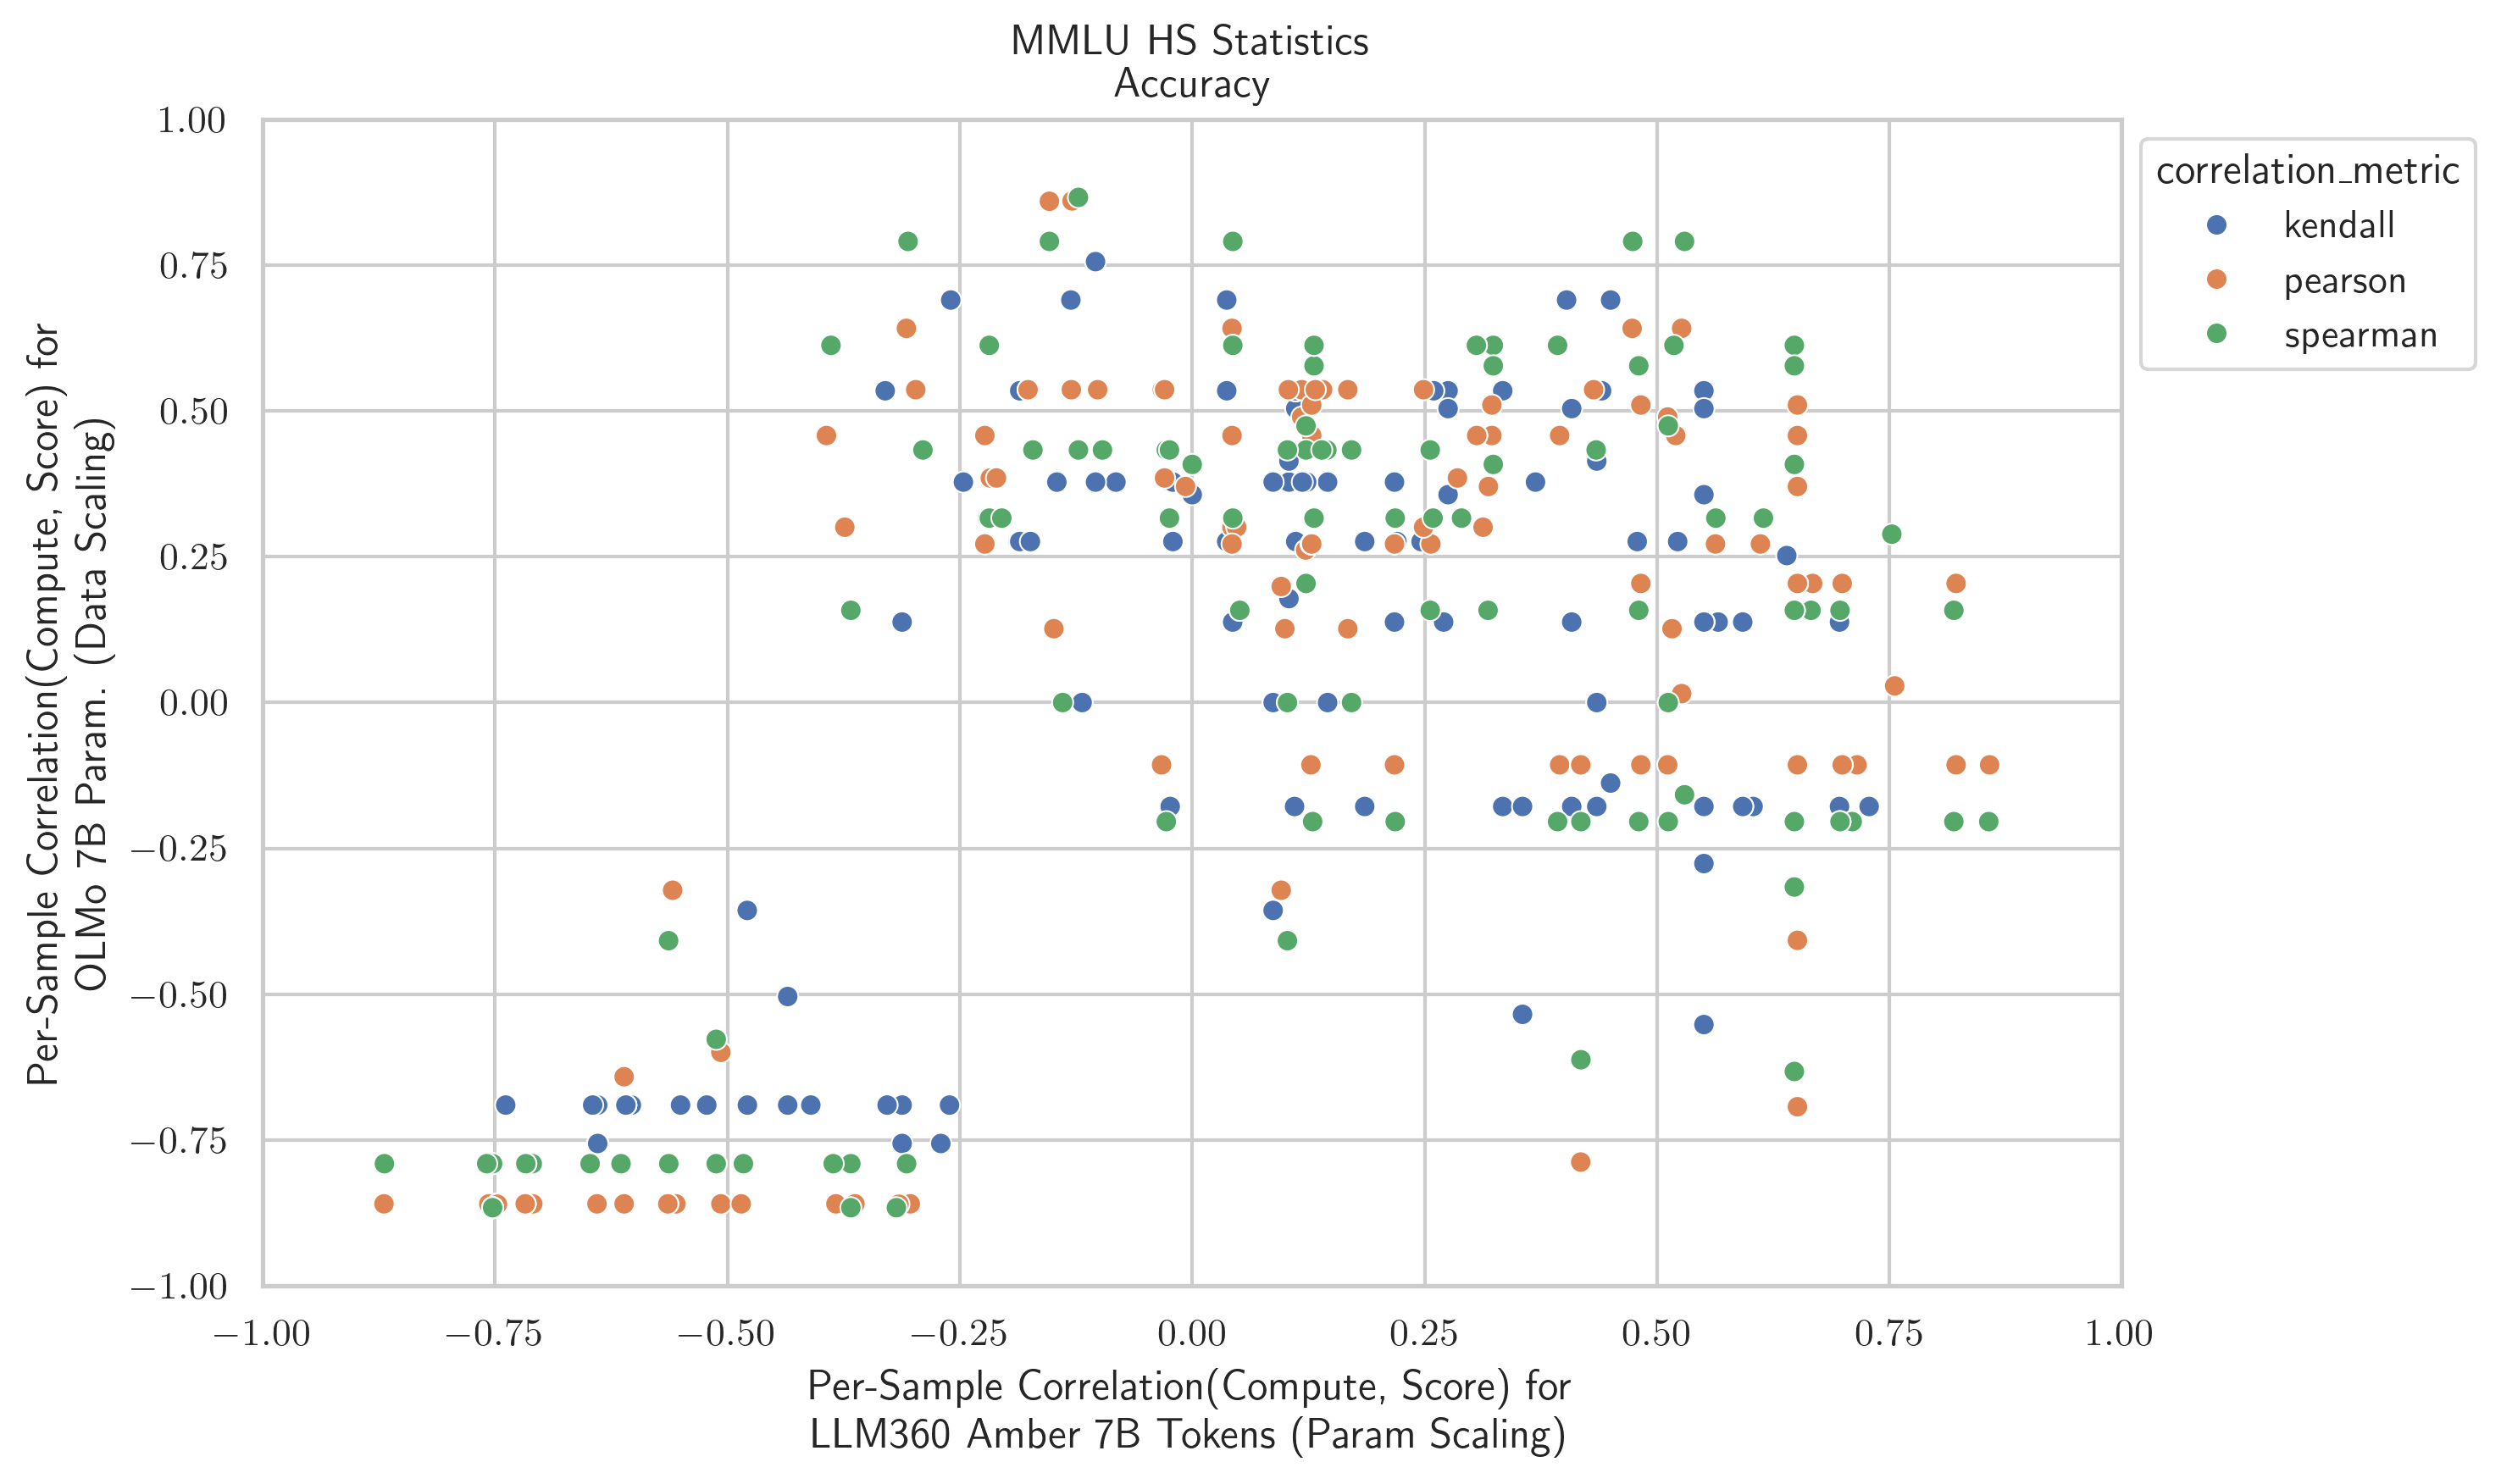 MMLU HS Statistics
Accuracy
1.00
0.75
0.50
0.25
0.00
−0.25
−0.50
−0.75
−1.00
Per-Sample Correlation(Compute, Score) for
OLMo 7B Param. (Data Scaling)
correlation_metric
kendall
pearson
spearman
−1.00 −0.75 −0.50 −0.25 0.00 0.25 0.50 0.75 1.00
Per-Sample Correlation(Compute, Score) for
LLM360 Amber 7B Tokens (Param Scaling)